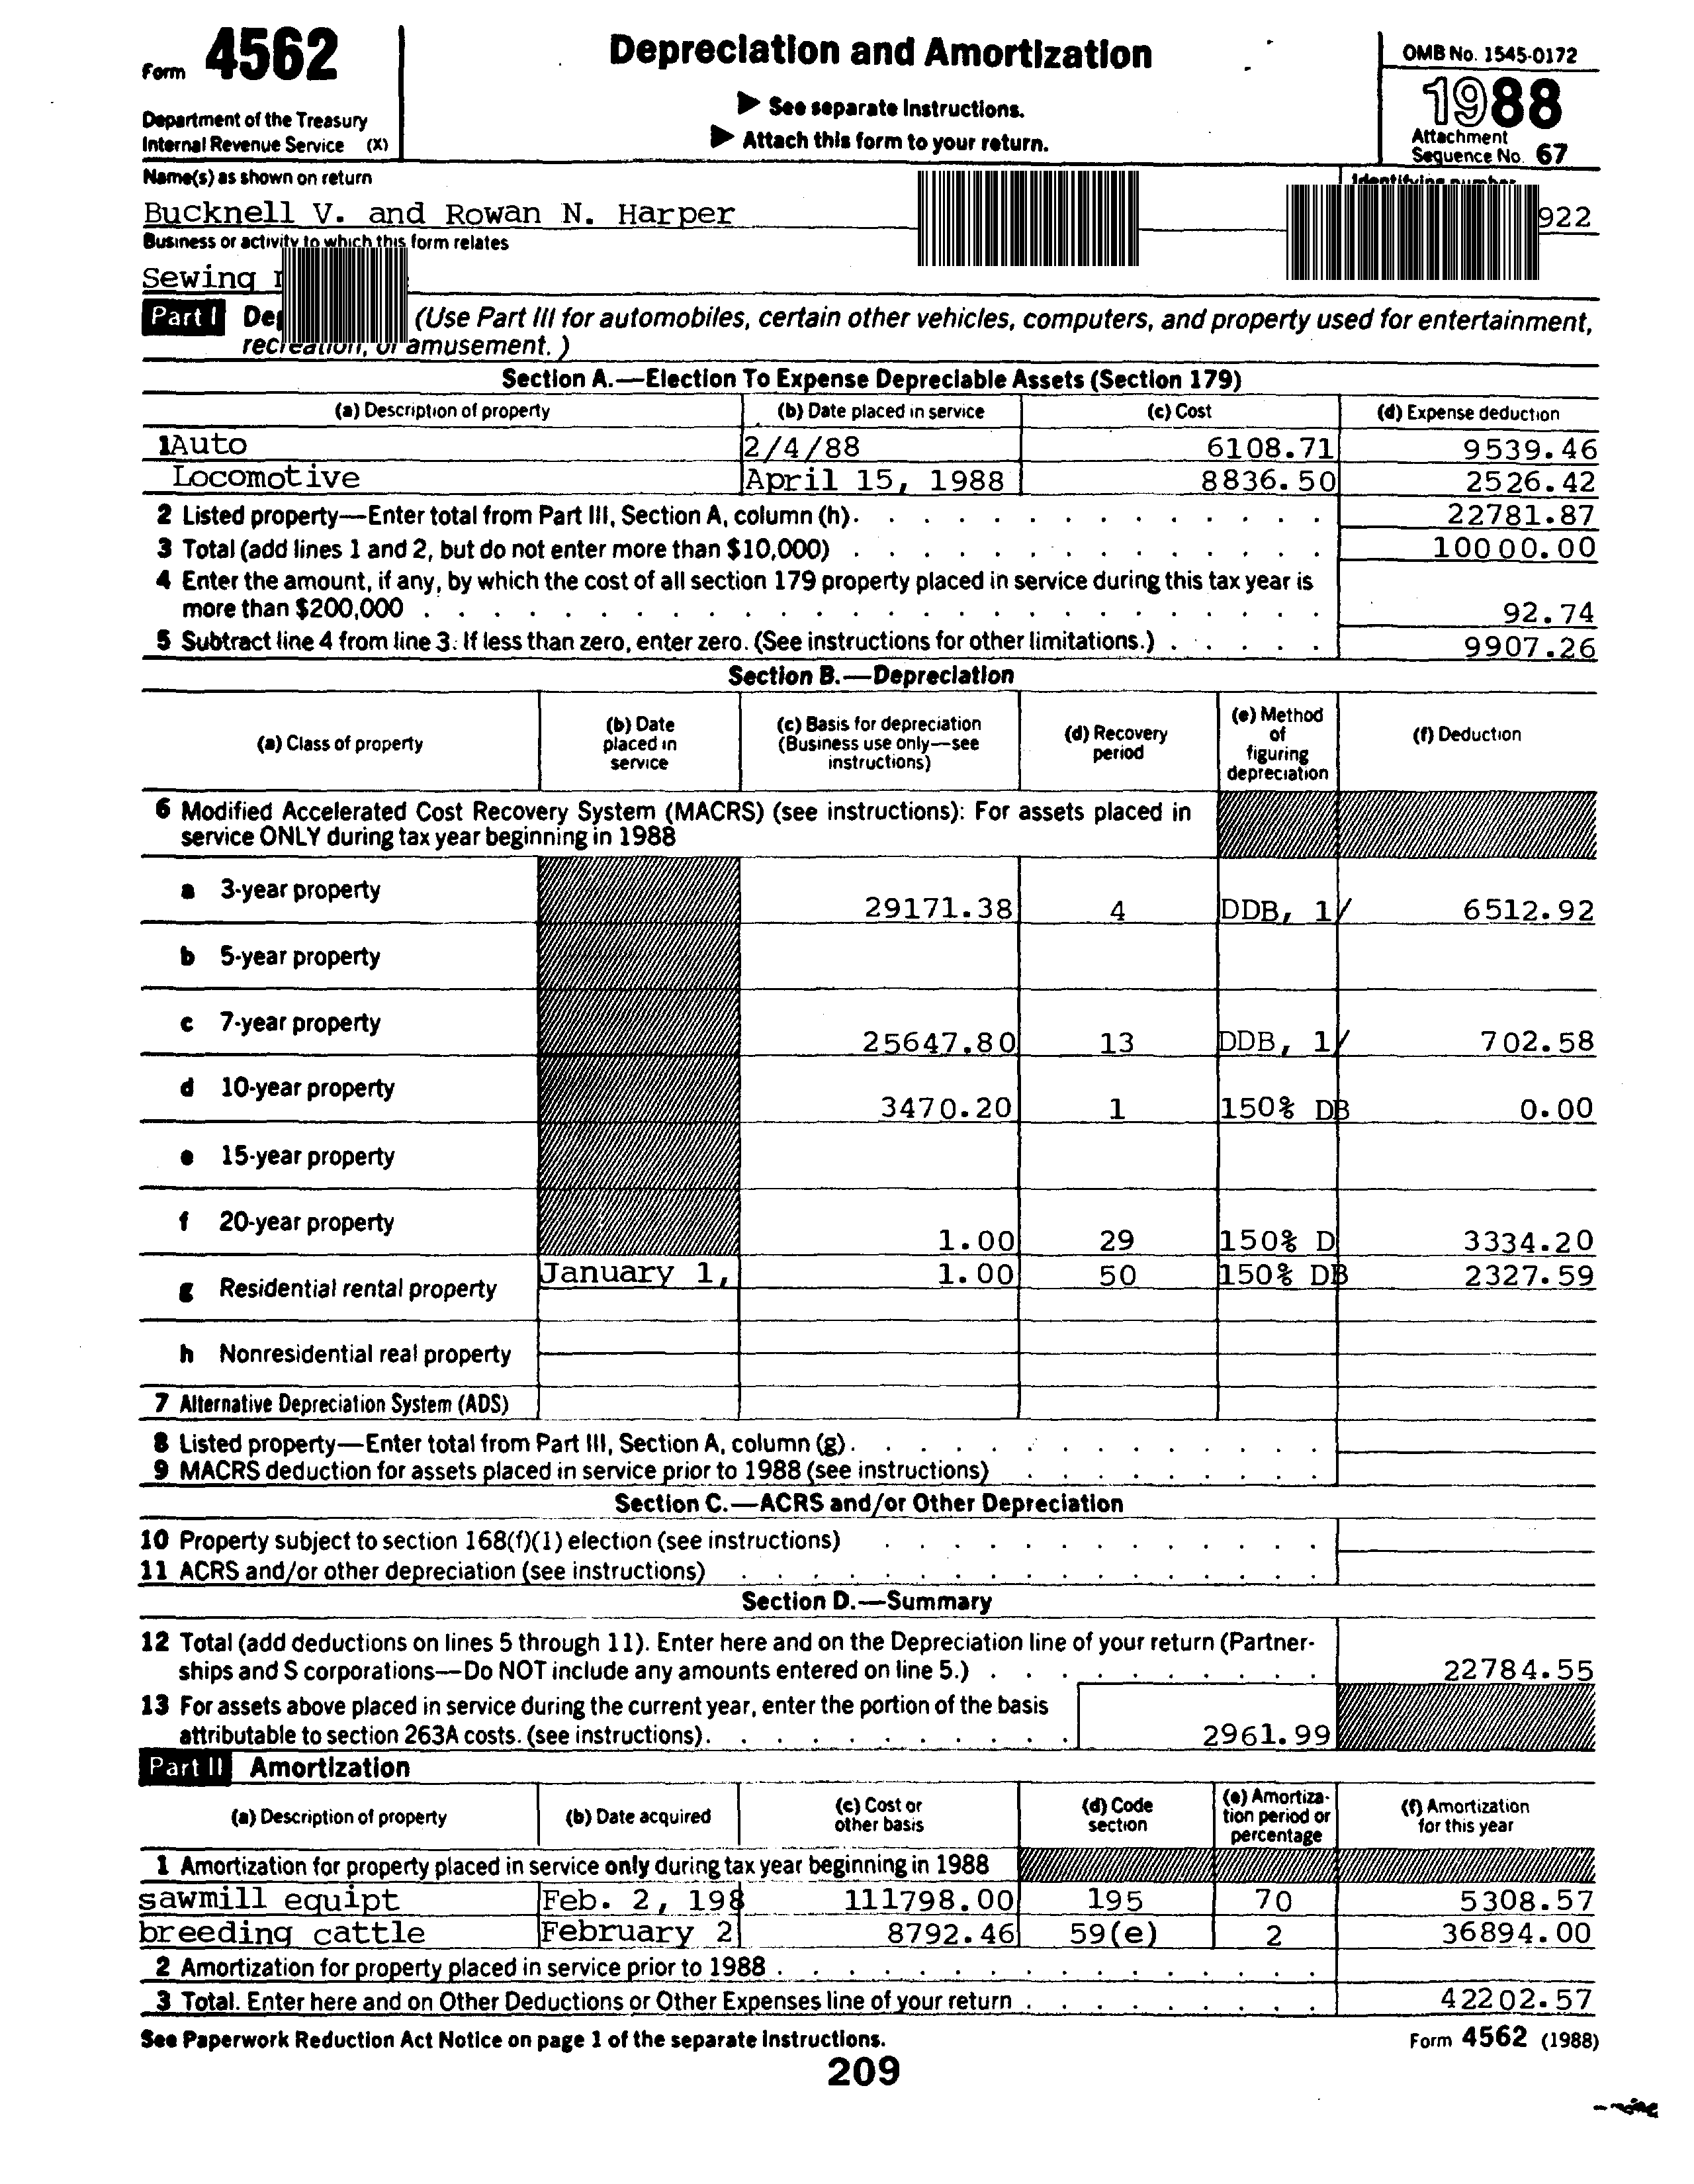 Form 4562
Department of the Treasury
Internal Revenue Service (X)
Depreciation and Amortization
▶ See separate Instructions.
▶ Attach this form to your return.
OMB No. 1545-0172
1988
Attachment
Sequence No. 67
Name(s) as shown on return
Identifying number
Bucknell V. and Rowan N. Harper
922
Business or activity to which this form relates
Sewing
Part I (Use Part III for automobiles, certain other vehicles, computers, and property used for entertainment,
recreation, or amusement.)
Section A.—Election To Expense Depreciable Assets (Section 179)
(a) Description of property (b) Date placed in service (c) Cost (d) Expense deduction
1 Auto 2/4/88 6108.71 9539.46
Locomotive April 15, 1988 8836.50 2526.42
2 Listed property—Enter total from Part III, Section A, column (h). 22781.87
3 Total (add lines 1 and 2, but do not enter more than $10,000) 10000.00
4 Enter the amount, if any, by which the cost of all section 179 property placed in service during this tax year is
more than $200,000 92.74
5 Subtract line 4 from line 3. If less than zero, enter zero. (See instructions for other limitations.) 9907.26
Section B.—Depreciation
(a) Class of property (b) Date placed in service (c) Basis for depreciation (Business use only—see instructions) (d) Recovery period (e) Method of figuring depreciation (f) Deduction
6 Modified Accelerated Cost Recovery System (MACRS) (see instructions): For assets placed in
service ONLY during tax year beginning in 1988
a 3-year property 29171.38 4 DDB, 1/ 6512.92
b 5-year property
c 7-year property 25647.80 13 DDB, 1/ 702.58
d 10-year property 3470.20 1 150% DB 0.00
e 15-year property
f 20-year property 1.00 29 150% D 3334.20
g Residential rental property January 1, 1.00 50 150% DB 2327.59
h Nonresidential real property
7 Alternative Depreciation System (ADS)
8 Listed property—Enter total from Part III, Section A, column (g).
9 MACRS deduction for assets placed in service prior to 1988 (see instructions)
Section C.—ACRS and/or Other Depreciation
10 Property subject to section 168(f)(1) election (see instructions)
11 ACRS and/or other depreciation (see instructions)
Section D.—Summary
12 Total (add deductions on lines 5 through 11). Enter here and on the Depreciation line of your return (Partner-
ships and S corporations—Do NOT include any amounts entered on line 5.) 22784.55
13 For assets above placed in service during the current year, enter the portion of the basis
attributable to section 263A costs. (see instructions). 2961.99
Part II Amortization
(a) Description of property (b) Date acquired (c) Cost or other basis (d) Code section (e) Amortiza-tion period or percentage (f) Amortization for this year
1 Amortization for property placed in service only during tax year beginning in 1988
sawmill equipt Feb. 2, 198 111798.00 195 70 5308.57
breeding cattle February 2 8792.46 59(e) 2 36894.00
2 Amortization for property placed in service prior to 1988
3 Total. Enter here and on Other Deductions or Other Expenses line of your return 42202.57
See Paperwork Reduction Act Notice on page 1 of the separate Instructions.
Form 4562 (1988)
209